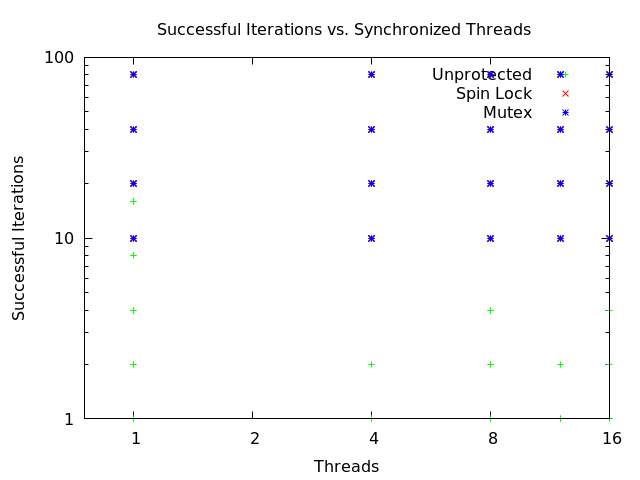 Successful Iterations vs. Synchronized Threads
100
10
1
Successful Iterations
Unprotected
Spin Lock
Mutex
1
2
4
8
16
Threads